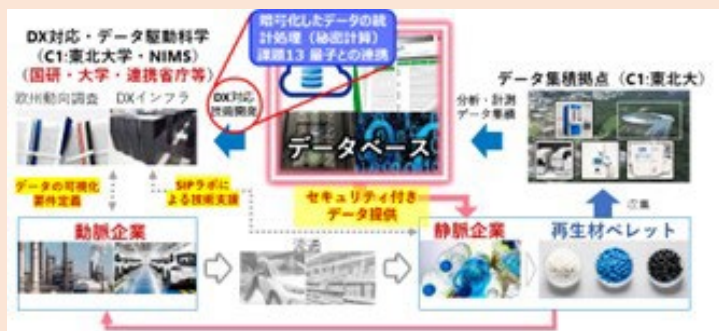 暗号化したデータの統
計処理（秘密計算）
課題13 量子との連携
DX対応・データ駆動科学
（C1:東北大学・NIMS）
（国研・大学・連携省庁等）
欧州動向調査
DXインフラ
DX対応
技術開発
データベース
分析・計測
データ集積
データ集積拠点（C1:東北大）
データの可視化
要件定義
SIPラボに
よる技術支援
セキュリティ付き
データ提供
収集
動脈企業
流通
静脈企業
再生材ペレット